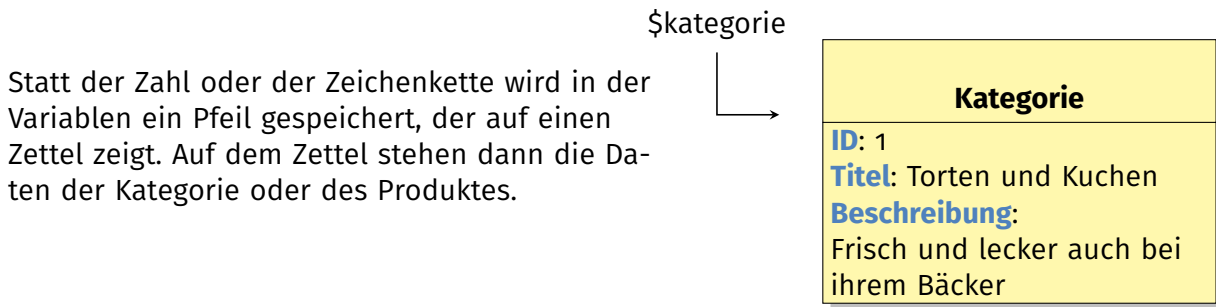 $kategorie
Statt der Zahl oder der Zeichenkette wird in der
Variablen ein Pfeil gespeichert, der auf einen
Zettel zeigt. Auf dem Zettel stehen dann die Da-
ten der Kategorie oder des Produktes.
Kategorie
ID: 1
Titel: Torten und Kuchen
Beschreibung:
Frisch und lecker auch bei
ihrem Bäcker